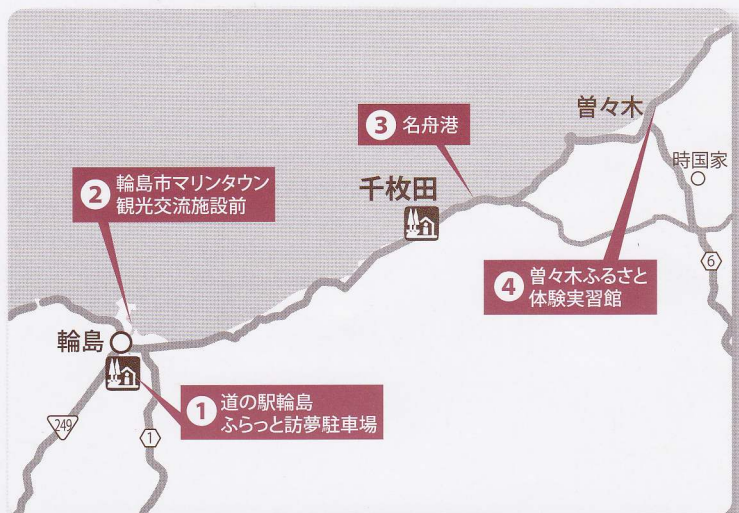 曽々木
3 名舟港
時国家
2 輪島市マリンタウン
観光交流施設前
千枚田
6
4 曽々木ふるさと
体験実習館
輪島
1 道の駅輪島
ふらっと訪夢駐車場
249
1